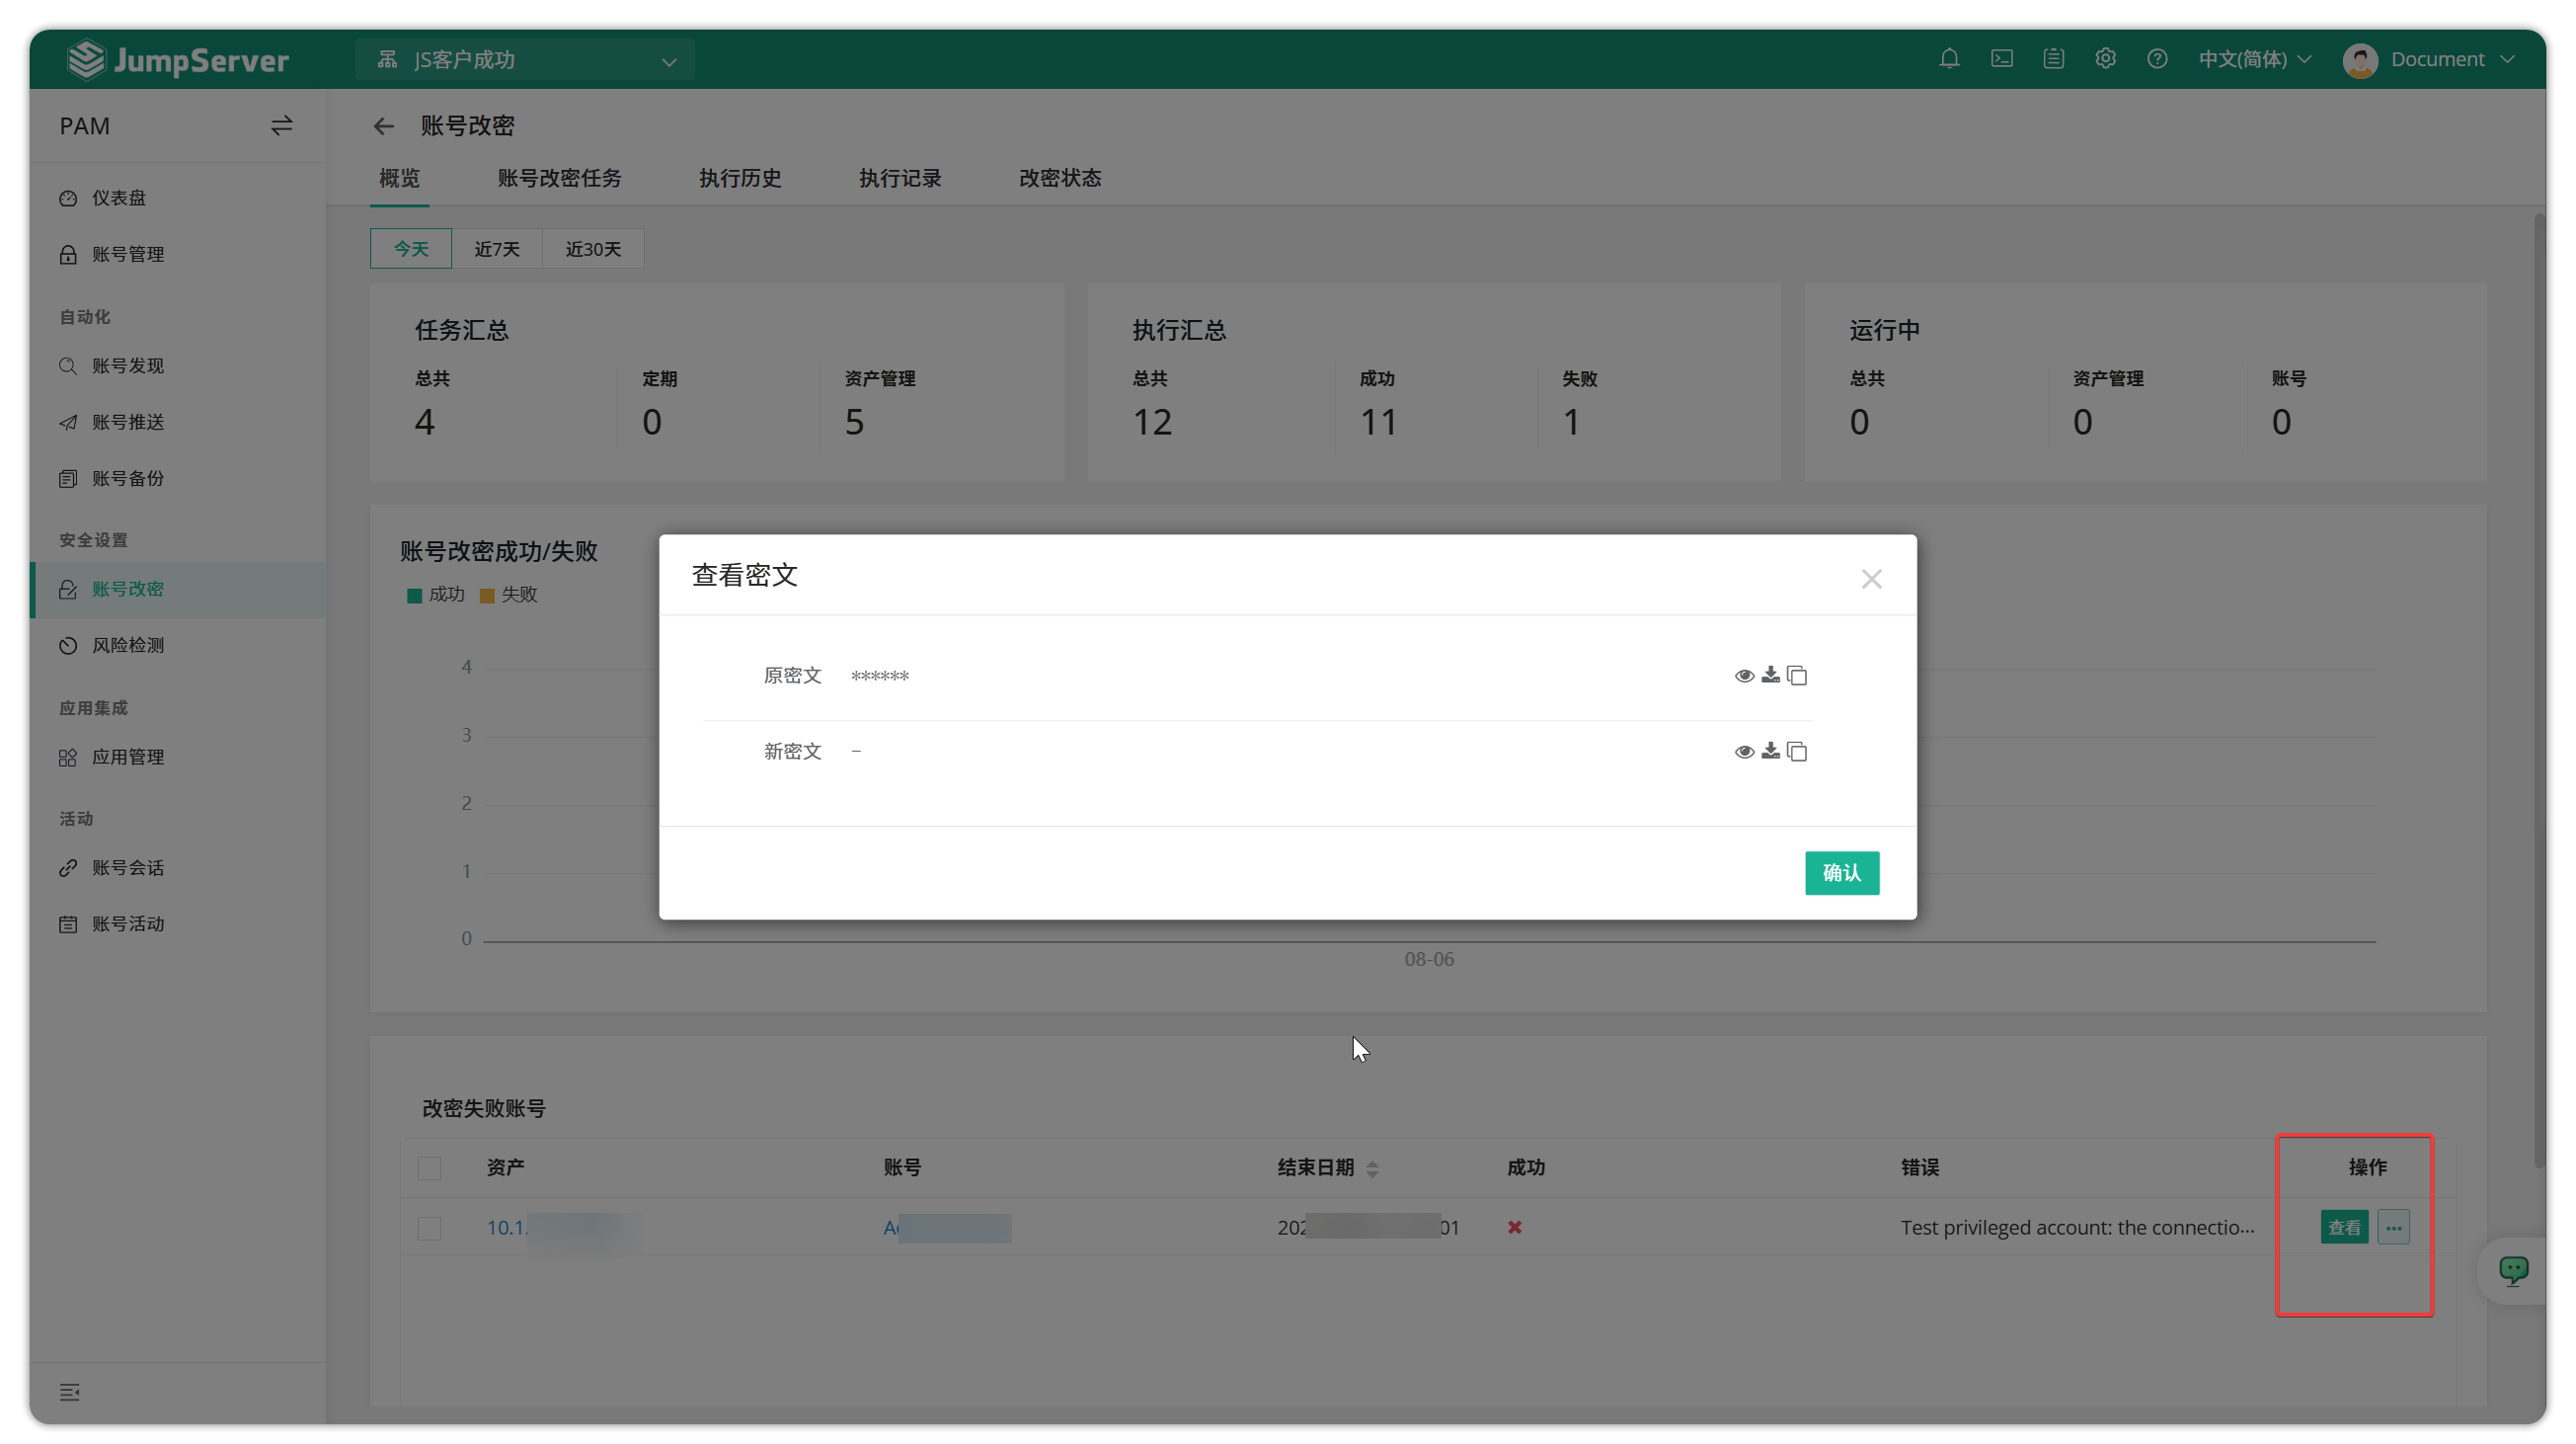 JumpServer JS客户成功 中文(简体) Document
PAM
仪表盘
账号管理
自动化
账号发现
账号推送
账号备份
安全设置
账号改密
风险检测
应用集成
应用管理
活动
账号会话
账号活动
账号改密
概览 账号改密任务 执行历史 执行记录 改密状态
今天 近7天 近30天
任务汇总
总共 定期 资产管理
4 0 5
执行汇总
总共 成功 失败
12 11 1
运行中
总共 资产管理 账号
0 0 0
账号改密成功/失败
成功 失败
4
3
2
1
0
08-06
查看密文
原密文 ******
新密文 -
确认
改密失败账号
资产 账号 结束日期 成功 错误 操作
10.1. 202 01 Test privileged account: the connectio... 查看 ...